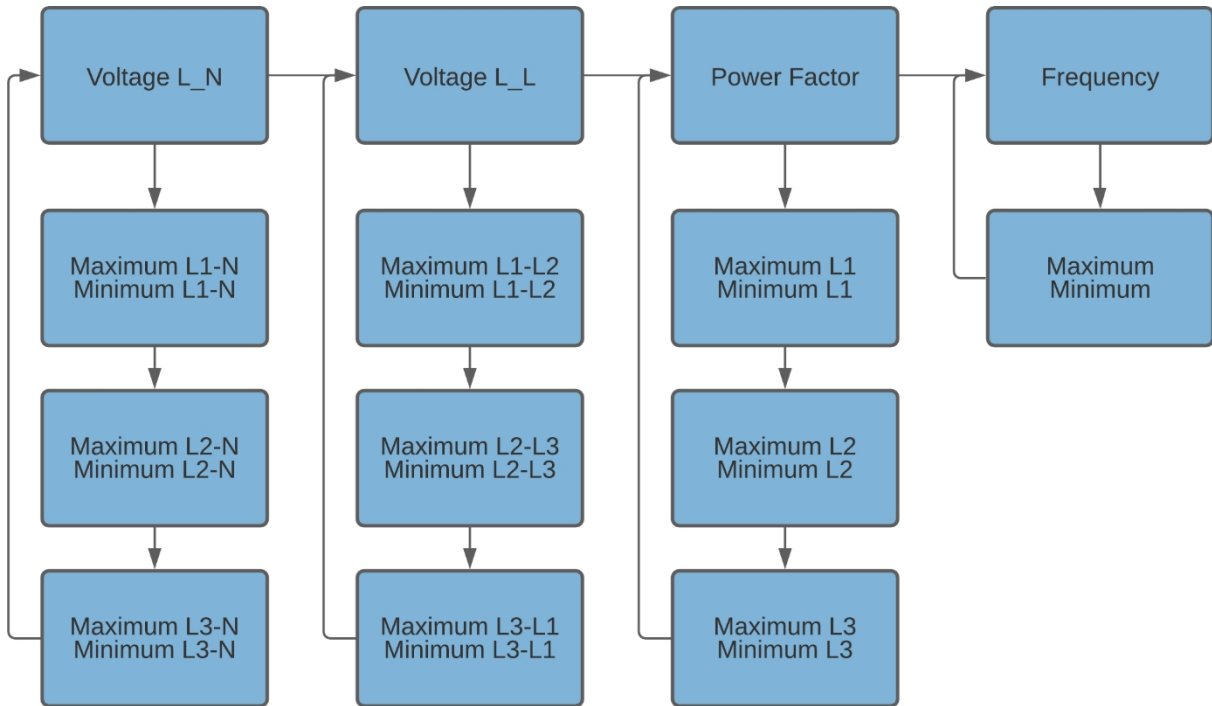 Voltage L_N
Voltage L_L
Power Factor
Frequency
Maximum L1-N
Minimum L1-N
Maximum L1-L2
Minimum L1-L2
Maximum L1
Minimum L1
Maximum
Minimum
Maximum L2-N
Minimum L2-N
Maximum L2-L3
Minimum L2-L3
Maximum L2
Minimum L2
Maximum L3-N
Minimum L3-N
Maximum L3-L1
Minimum L3-L1
Maximum L3
Minimum L3